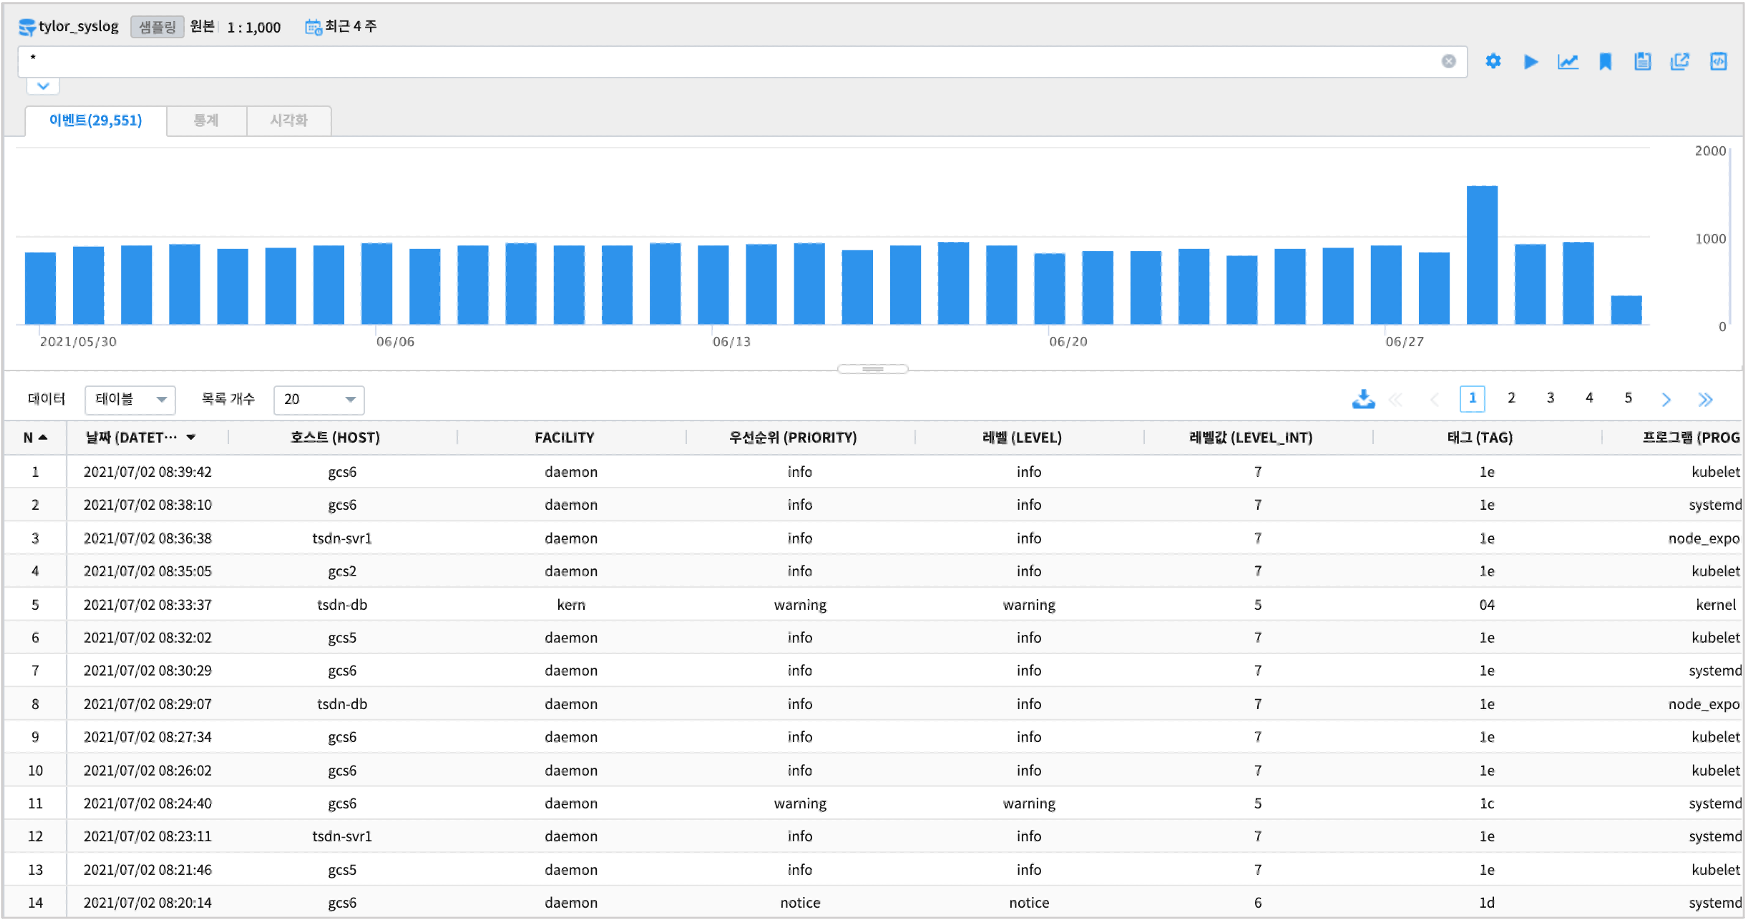 tylor_syslog 샘플링 원본 1 : 1,000 최근 4 주
*
이벤트(29,551) 통계 시각화
2000
1000
0
2021/05/30 06/06 06/13 06/20 06/27
데이터 테이블 목록 개수 20 1 2 3 4 5
N 날짜 (DATET··· 호스트 (HOST) FACILITY 우선순위 (PRIORITY) 레벨 (LEVEL) 레벨값 (LEVEL_INT) 태그 (TAG) 프로그램 (PROG
1 2021/07/02 08:39:42 gcs6 daemon info info 7 1e kubelet
2 2021/07/02 08:38:10 gcs6 daemon info info 7 1e systemd
3 2021/07/02 08:36:38 tsdn-svr1 daemon info info 7 1e node_expo
4 2021/07/02 08:35:05 gcs2 daemon info info 7 1e kubelet
5 2021/07/02 08:33:37 tsdn-db kern warning warning 5 04 kernel
6 2021/07/02 08:32:02 gcs5 daemon info info 7 1e kubelet
7 2021/07/02 08:30:29 gcs6 daemon info info 7 1e systemd
8 2021/07/02 08:29:07 tsdn-db daemon info info 7 1e node_expo
9 2021/07/02 08:27:34 gcs6 daemon info info 7 1e kubelet
10 2021/07/02 08:26:02 gcs6 daemon info info 7 1e kubelet
11 2021/07/02 08:24:40 gcs6 daemon warning warning 5 1c systemd
12 2021/07/02 08:23:11 tsdn-svr1 daemon info info 7 1e systemd
13 2021/07/02 08:21:46 gcs5 daemon info info 7 1e kubelet
14 2021/07/02 08:20:14 gcs6 daemon notice notice 6 1d systemd